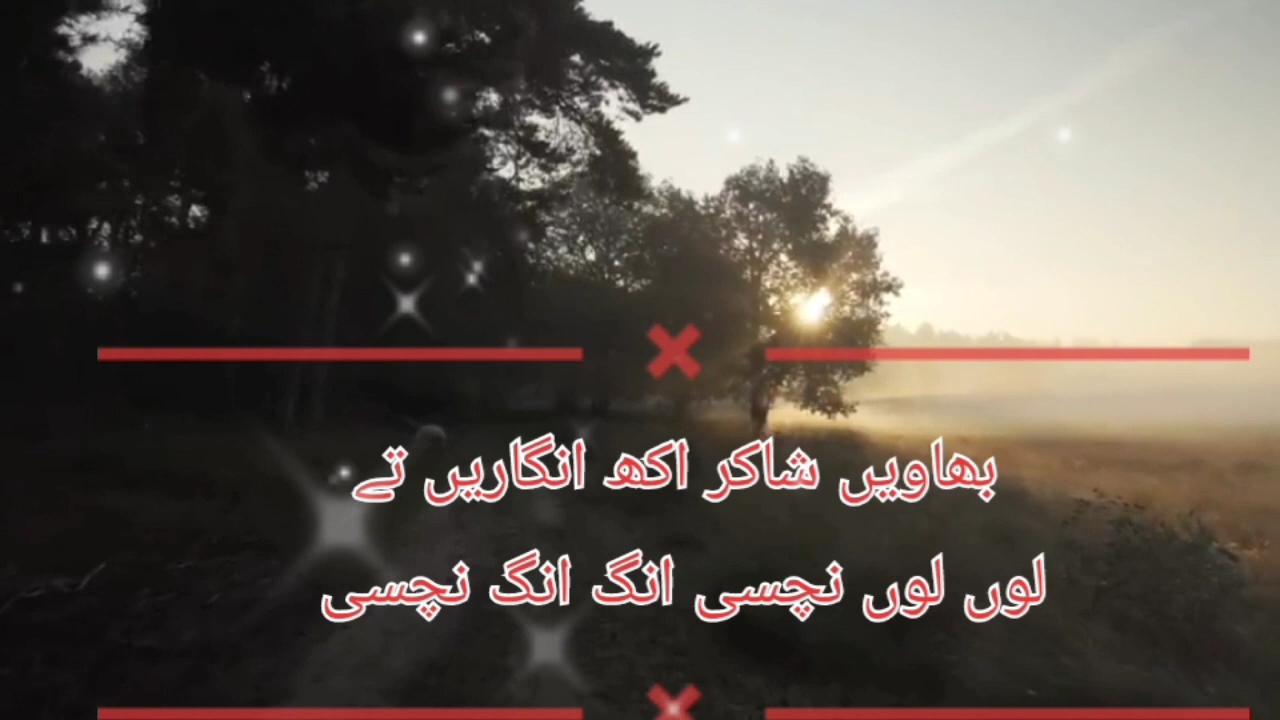 بھاویں شاکر اکھ انگاریں تے
لوں لوں نچسی انگ انگ نچسی